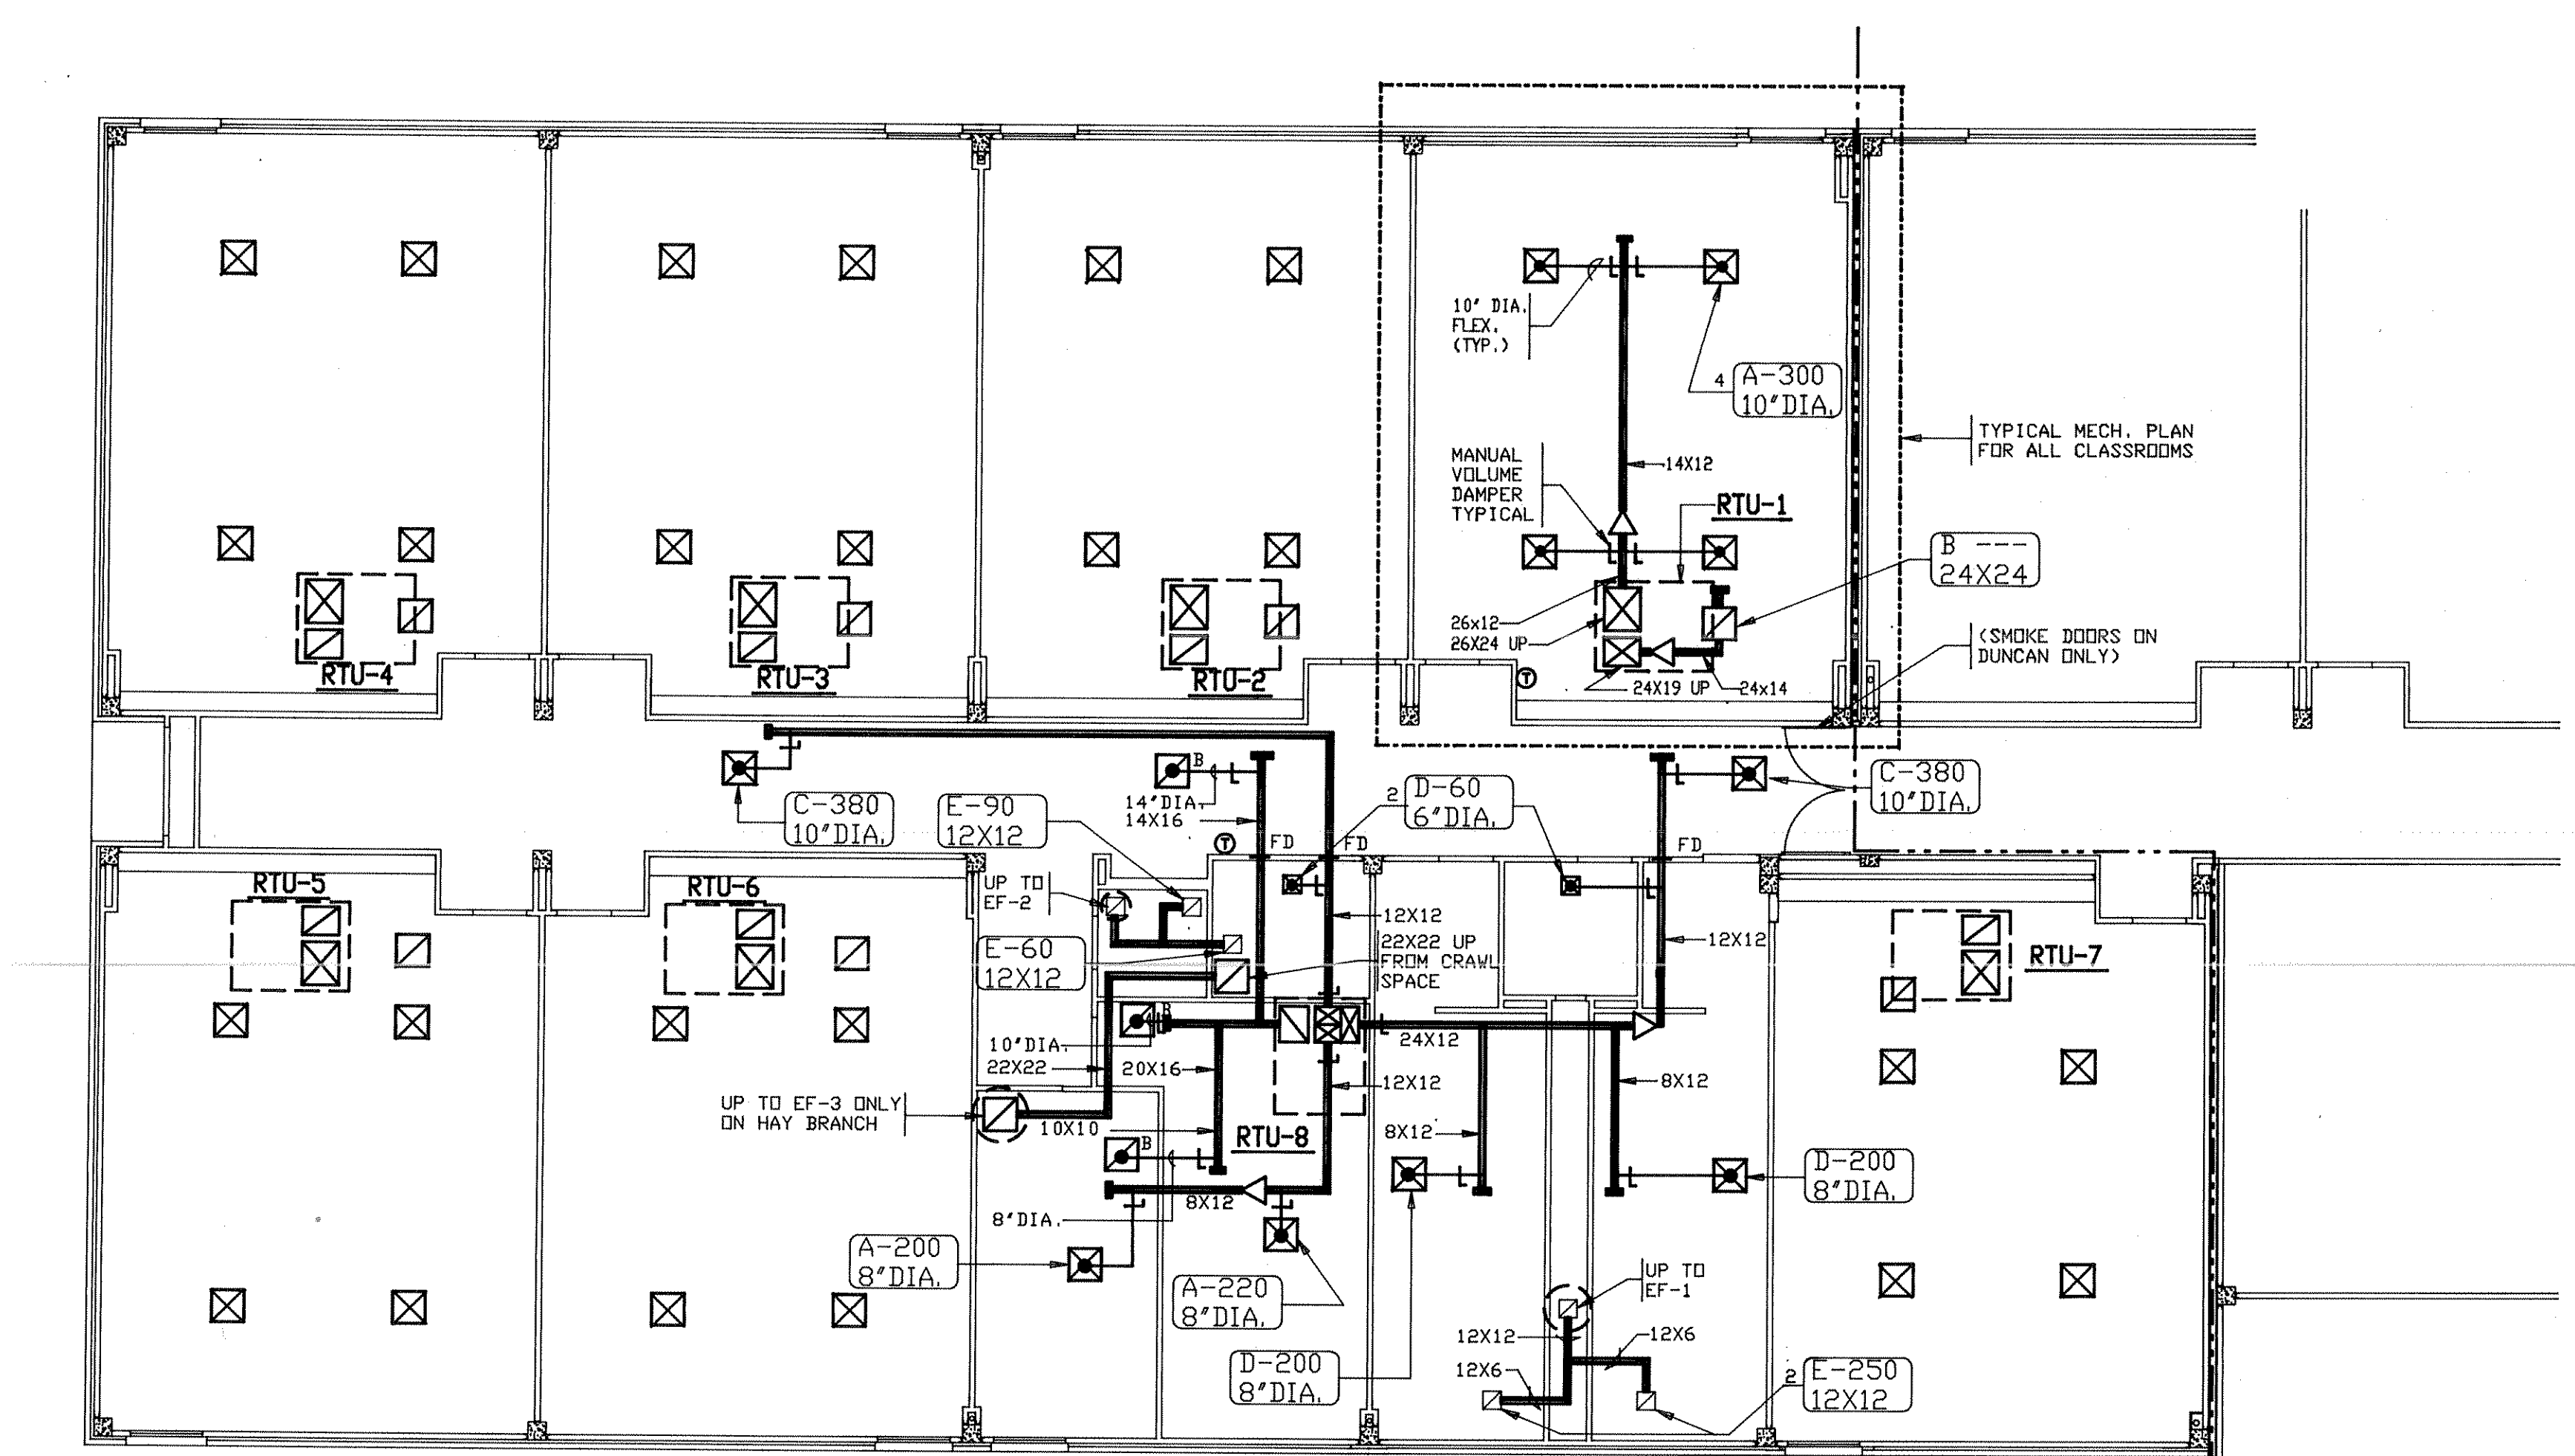 10" DIA.
FLEX.
(TYP.)
4
A-300
10"DIA.
TYPICAL MECH. PLAN
FOR ALL CLASSROOMS
MANUAL
VOLUME
DAMPER
TYPICAL
14X12
RTU-1
B ---
24X24
26x12
26X24 UP
(SMOKE DOORS ON
DUNCAN ONLY)
RTU-4
RTU-3
RTU-2
T
24X19 UP
24x14
C-380
10"DIA.
E-90
12X12
B
14"DIA.
14X16
2
D-60
6"DIA.
C-380
10"DIA.
T
FD
FD
FD
RTU-5
RTU-6
UP TO
EF-2
E-60
12X12
12X12
22X22 UP
FROM CRAWL
SPACE
12X12
RTU-7
B
10"DIA.
22X22
20X16
24X12
12X12
8X12
UP TO EF-3 ONLY
ON HAY BRANCH
10X10
RTU-8
8X12
B
D-200
8"DIA.
8X12
8"DIA.
A-200
8"DIA.
A-220
8"DIA.
UP TO
EF-1
12X12
12X6
D-200
8"DIA.
12X6
2
E-250
12X12